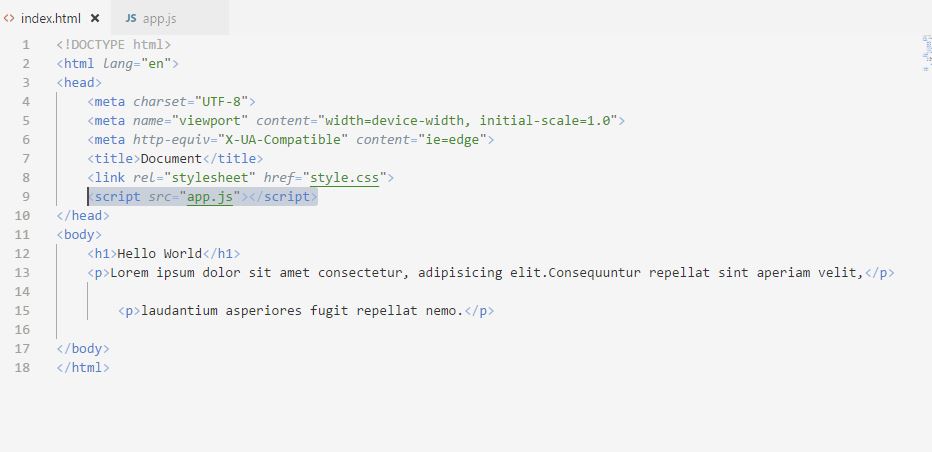 index.html × JS app.js
1 <!DOCTYPE html>
2 <html lang="en">
3 <head>
4 <meta charset="UTF-8">
5 <meta name="viewport" content="width=device-width, initial-scale=1.0">
6 <meta http-equiv="X-UA-Compatible" content="ie=edge">
7 <title>Document</title>
8 <link rel="stylesheet" href="style.css">
9 <script src="app.js"></script>
10 </head>
11 <body>
12 <h1>Hello World</h1>
13 <p>Lorem ipsum dolor sit amet consectetur, adipisicing elit.Consequuntur repellat sint aperiam velit,</p>
14
15 <p>laudantium asperiores fugit repellat nemo.</p>
16
17 </body>
18 </html>